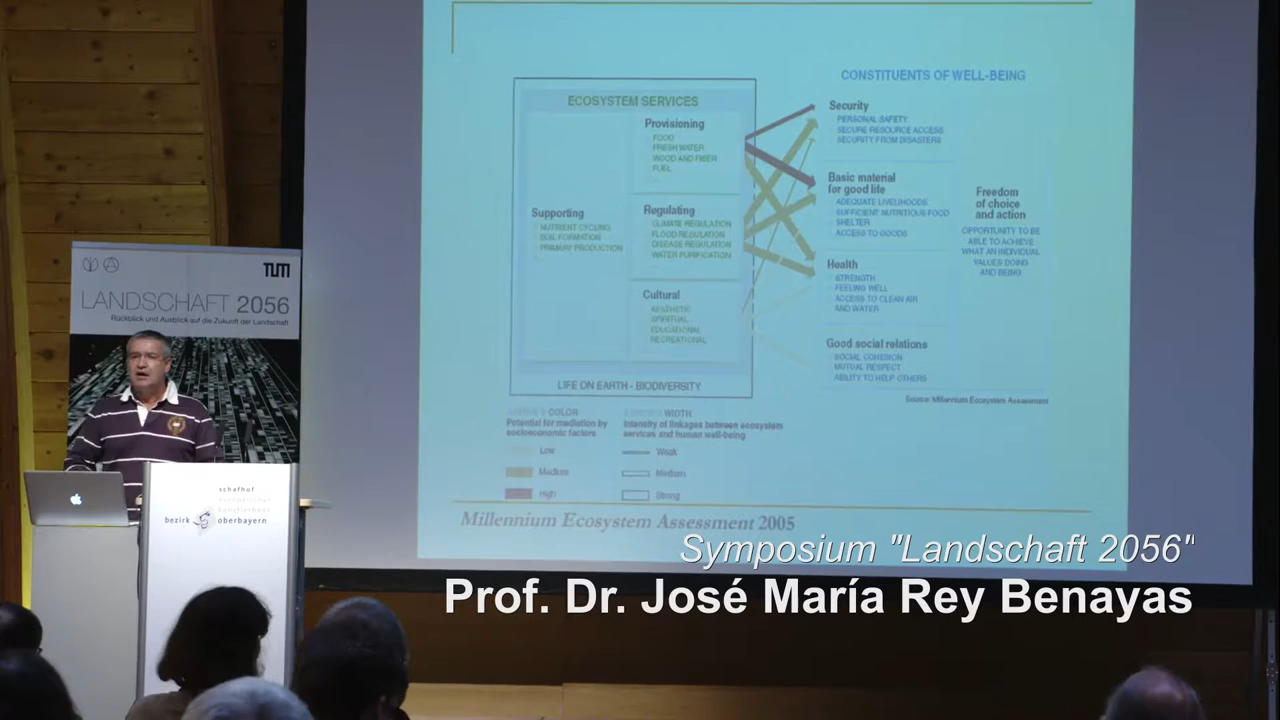 ECOSYSTEM SERVICES
Provisioning
FOOD
FRESH WATER
WOOD AND FIBER
FUEL
Supporting
NUTRIENT CYCLING
SOIL FORMATION
PRIMARY PRODUCTION
Regulating
CLIMATE REGULATION
FLOOD REGULATION
DISEASE REGULATION
WATER PURIFICATION
Cultural
AESTHETIC
SPIRITUAL
EDUCATIONAL
RECREATIONAL
LIFE ON EARTH - BIODIVERSITY
CONSTITUENTS OF WELL-BEING
Security
PERSONAL SAFETY
SECURE RESOURCE ACCESS
SECURITY FROM DISASTERS
Basic material
for good life
ADEQUATE LIVELIHOODS
SUFFICIENT NUTRITIOUS FOOD
SHELTER
ACCESS TO GOODS
Health
STRENGTH
FEELING WELL
ACCESS TO CLEAN AIR
AND WATER
Good social relations
SOCIAL COHESION
MUTUAL RESPECT
ABILITY TO HELP OTHERS
Freedom
of choice
and action
OPPORTUNITY TO BE
ABLE TO ACHIEVE
WHAT AN INDIVIDUAL
VALUES DOING
AND BEING
Source: Millennium Ecosystem Assessment
COLOR
Potential for mediation by
socioeconomic factors
Low
Medium
High
WIDTH
Intensity of linkages between ecosystem
services and human well-being
Weak
Medium
Strong
Millennium Ecosystem Assessment 2005
TUM
LANDSCHAFT 2056
Rückblick und Ausblick auf die Zukunft der Landschaft
schafhof
europäisches
künstlerhaus
bezirk oberbayern
Symposium "Landschaft 2056"
Prof. Dr. José María Rey Benayas